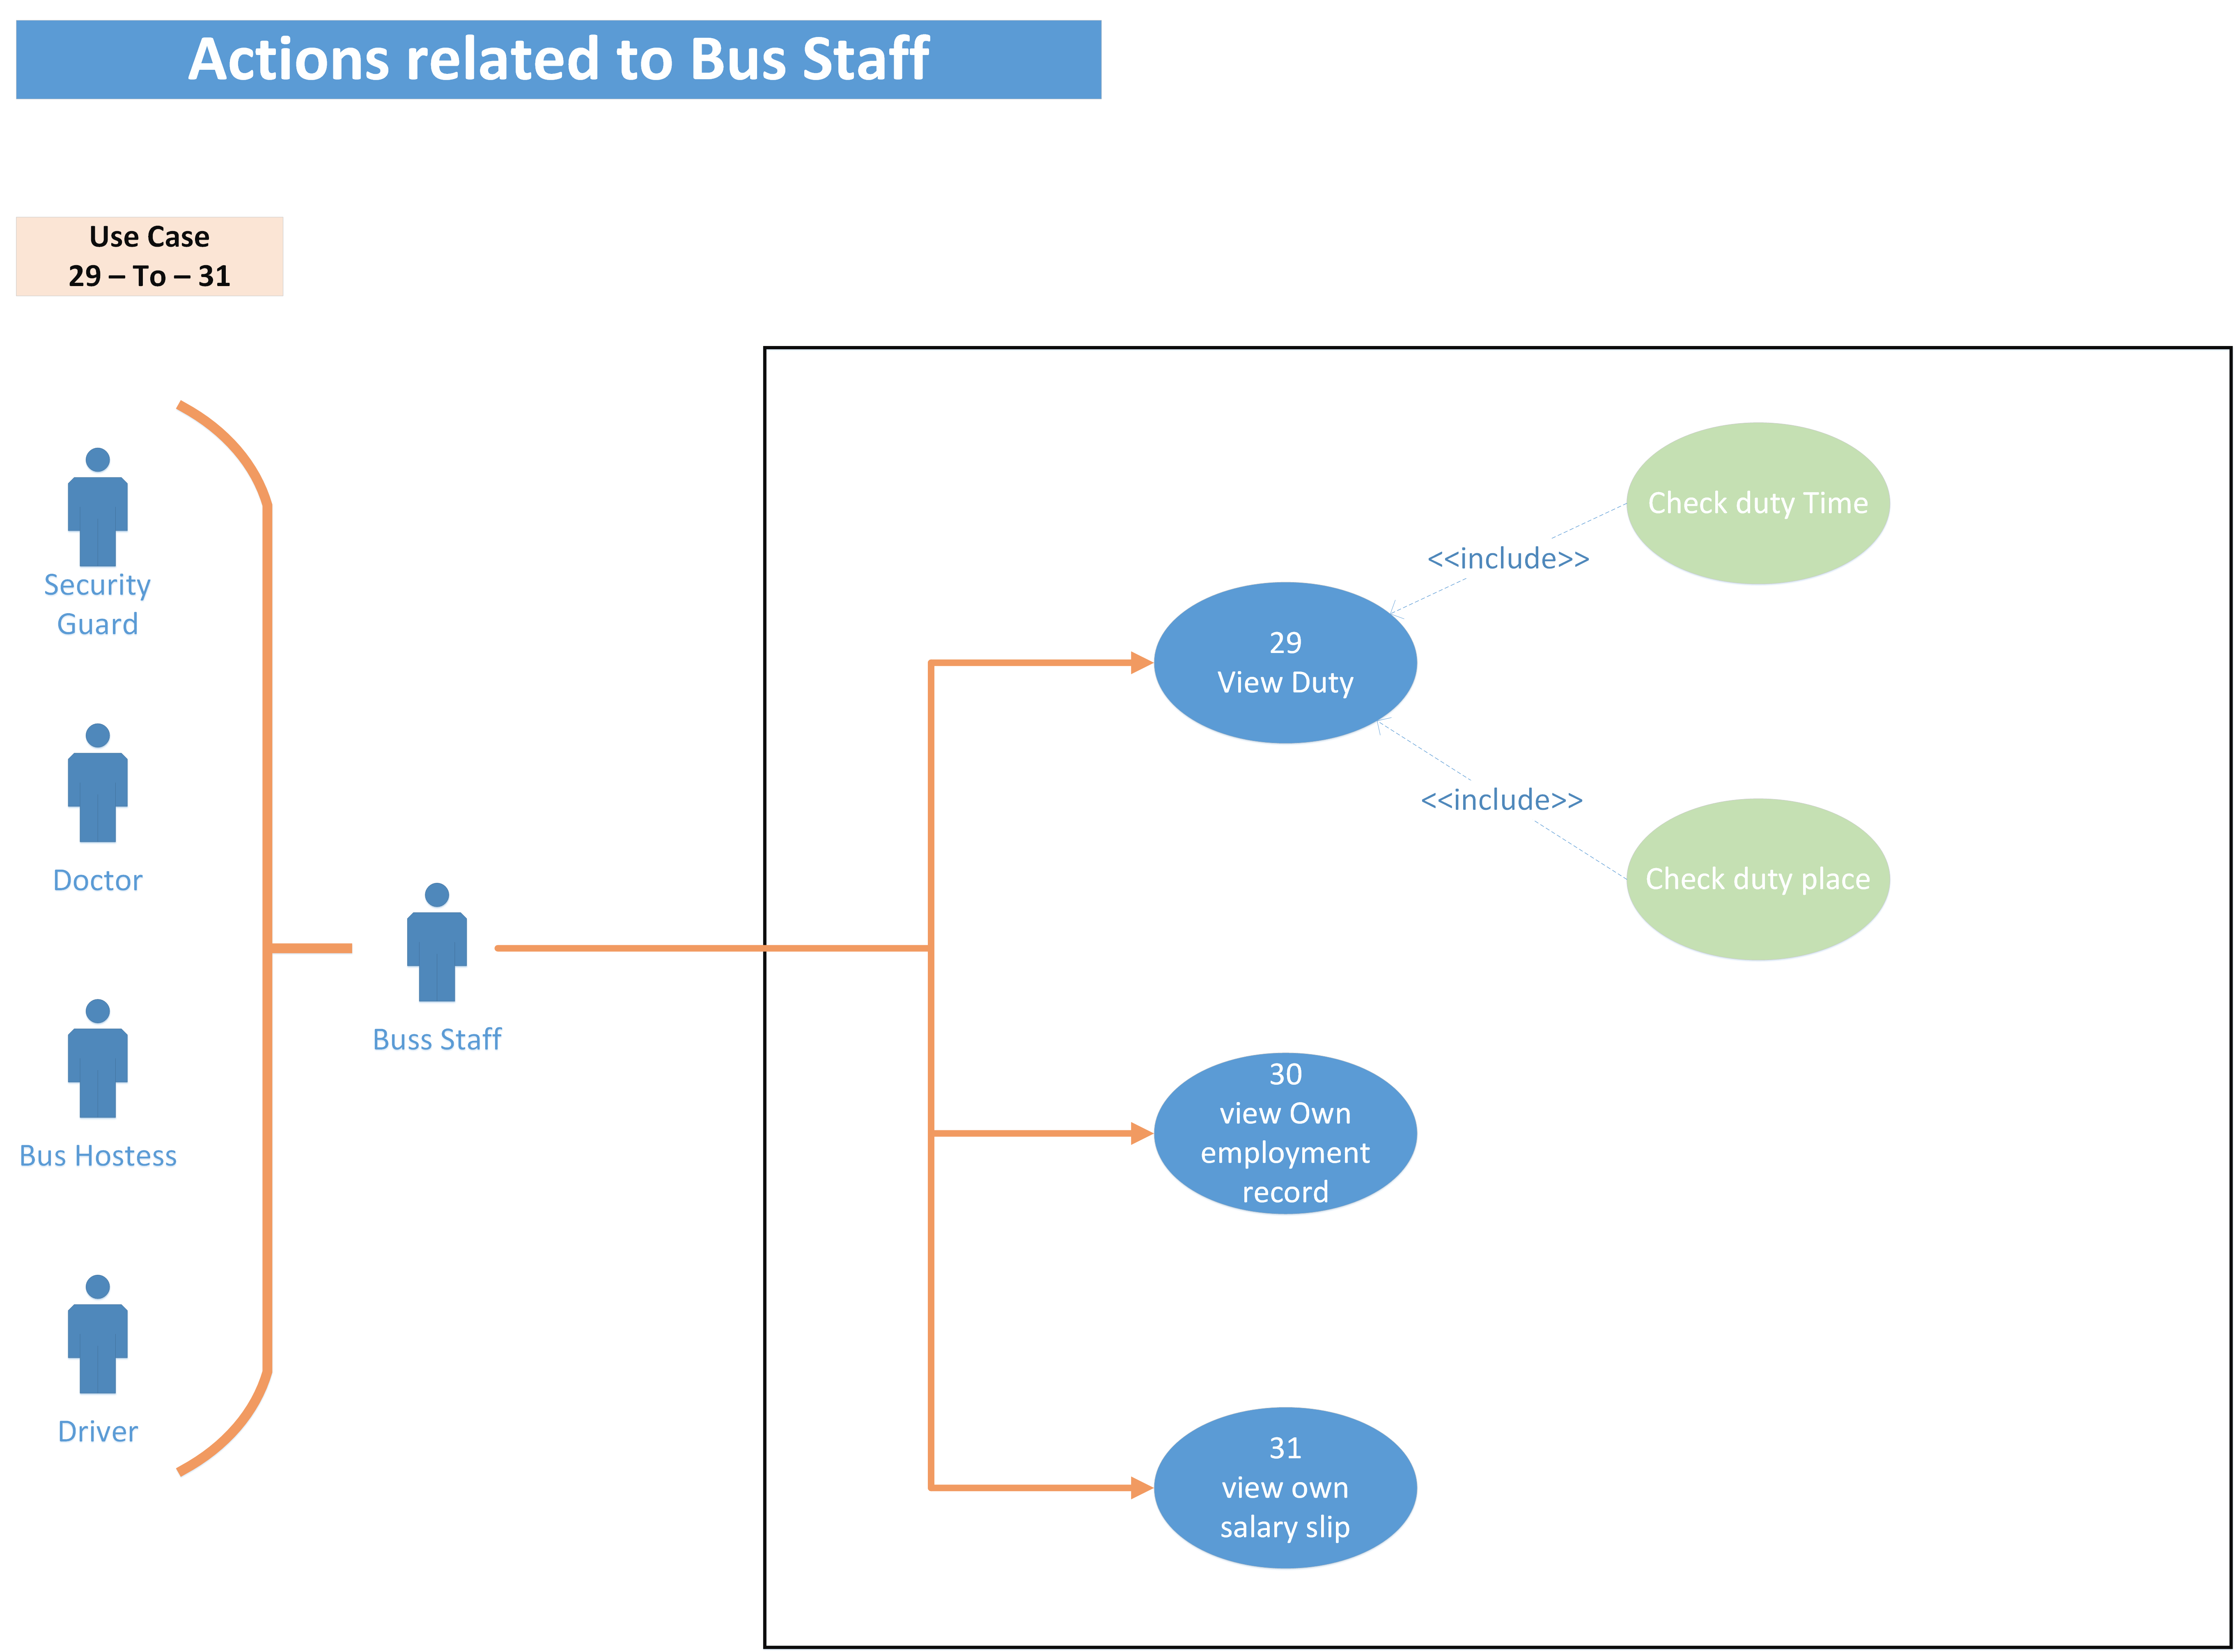 Actions related to Bus Staff
Use Case
29 – To – 31
Security
Guard
Doctor
Bus Hostess
Driver
Buss Staff
29
View Duty
<<include>>
Check duty Time
<<include>>
Check duty place
30
view Own
employment
record
31
view own
salary slip